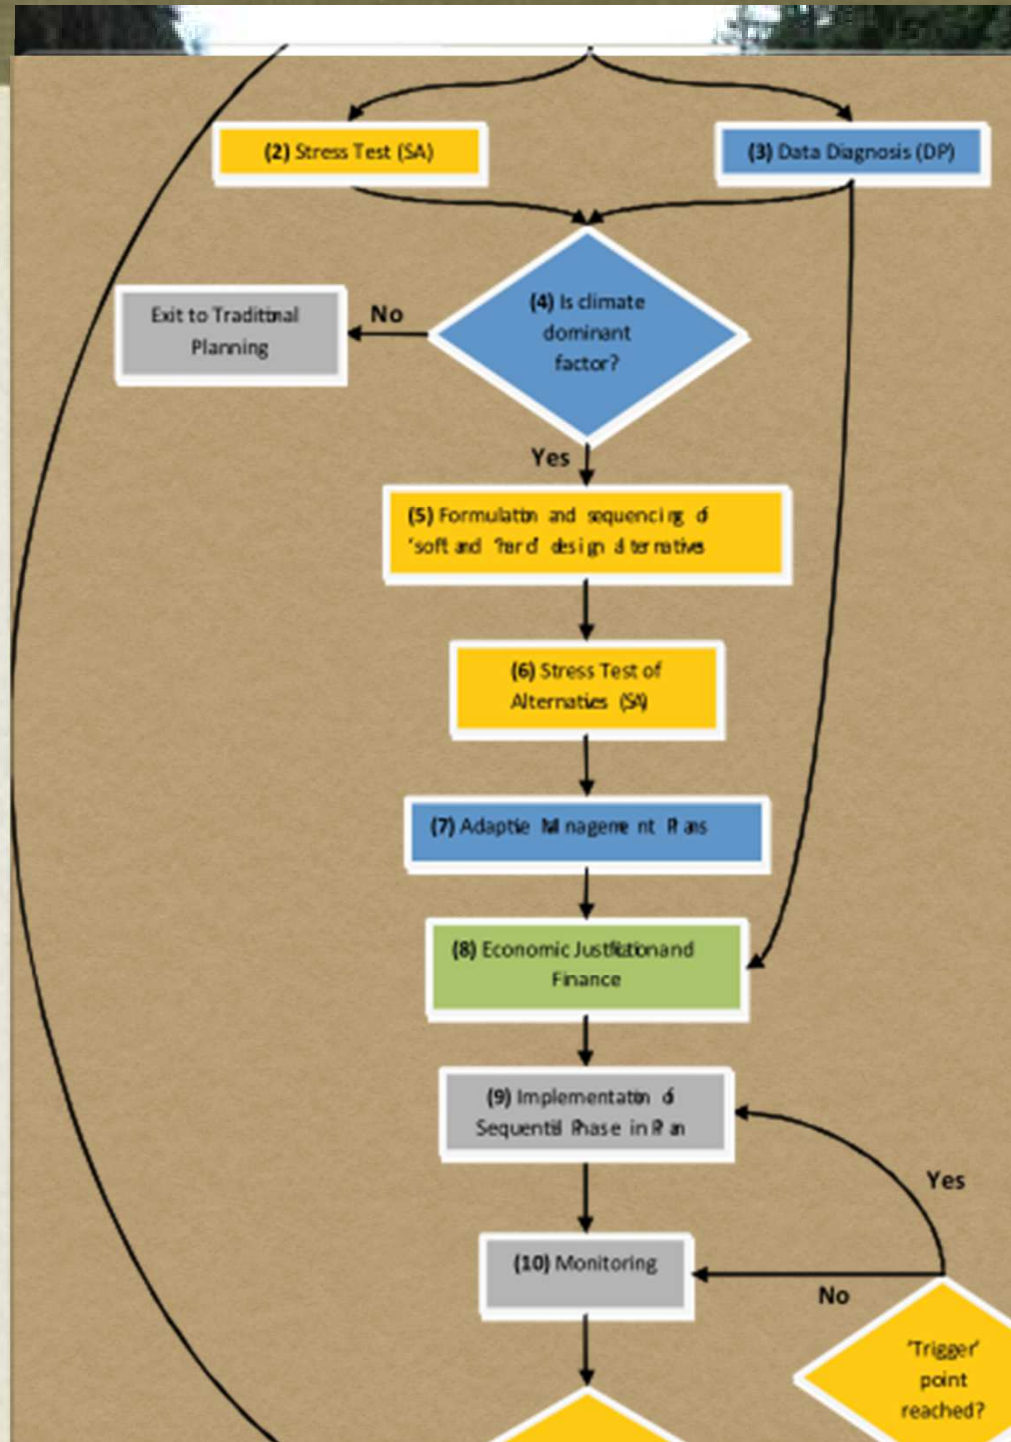 (2) Stress Test (SA)
(3) Data Diagnosis (DP)
(4) Is climate
dominant
factor?
No
Exit to Traditional
Planning
Yes
(5) Formulation and sequencing of
'soft and 'hard' design alternatives
(6) Stress Test of
Alternatives (SA)
(7) Adaptive Management Plans
(8) Economic Justification and
Finance
(9) Implementation of
Sequential Phase in Plan
Yes
(10) Monitoring
No
'Trigger'
point
reached?